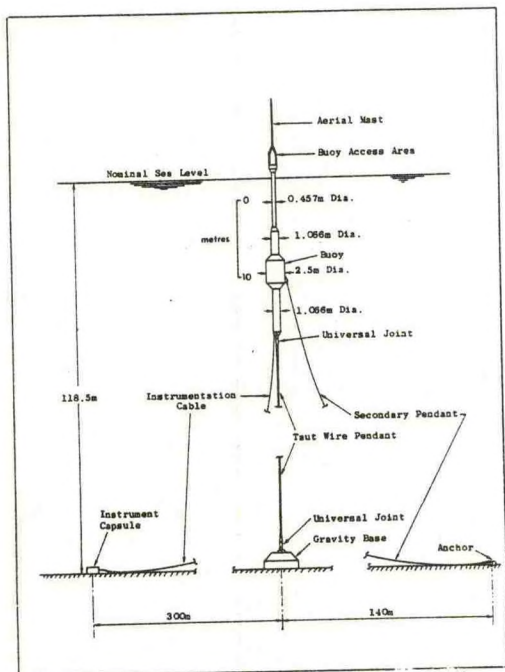 Aerial Mast
Buoy Access Area
Nominal Sea Level
0
0.457m Dia.
metres
1.066m Dia.
Buoy
10
2.5m Dia.
1.066m Dia.
Universal Joint
118.5m
Instrumentation
Cable
Secondary Pendant
Taut Wire Pendant
Instrument
Capsule
Universal Joint
Gravity Base
Anchor
300m
140m